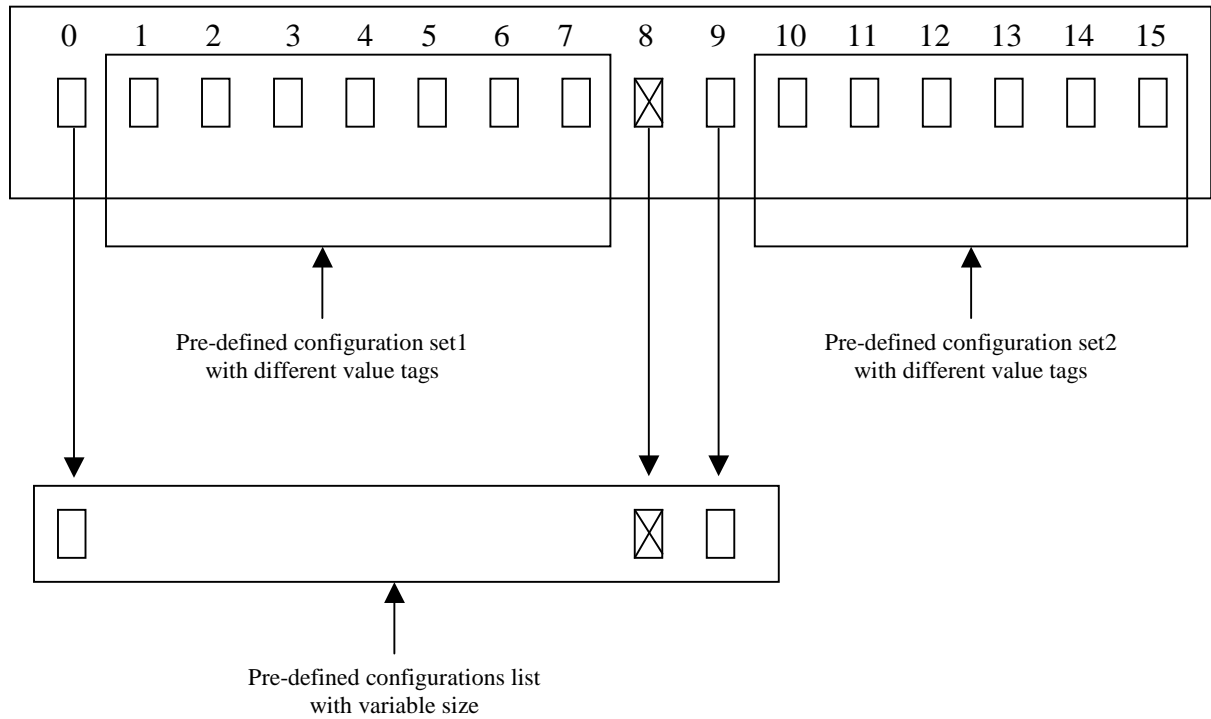 0 1 2 3 4 5 6 7 8 9 10 11 12 13 14 15
Pre-defined configuration set1
with different value tags
Pre-defined configuration set2
with different value tags
Pre-defined configurations list
with variable size